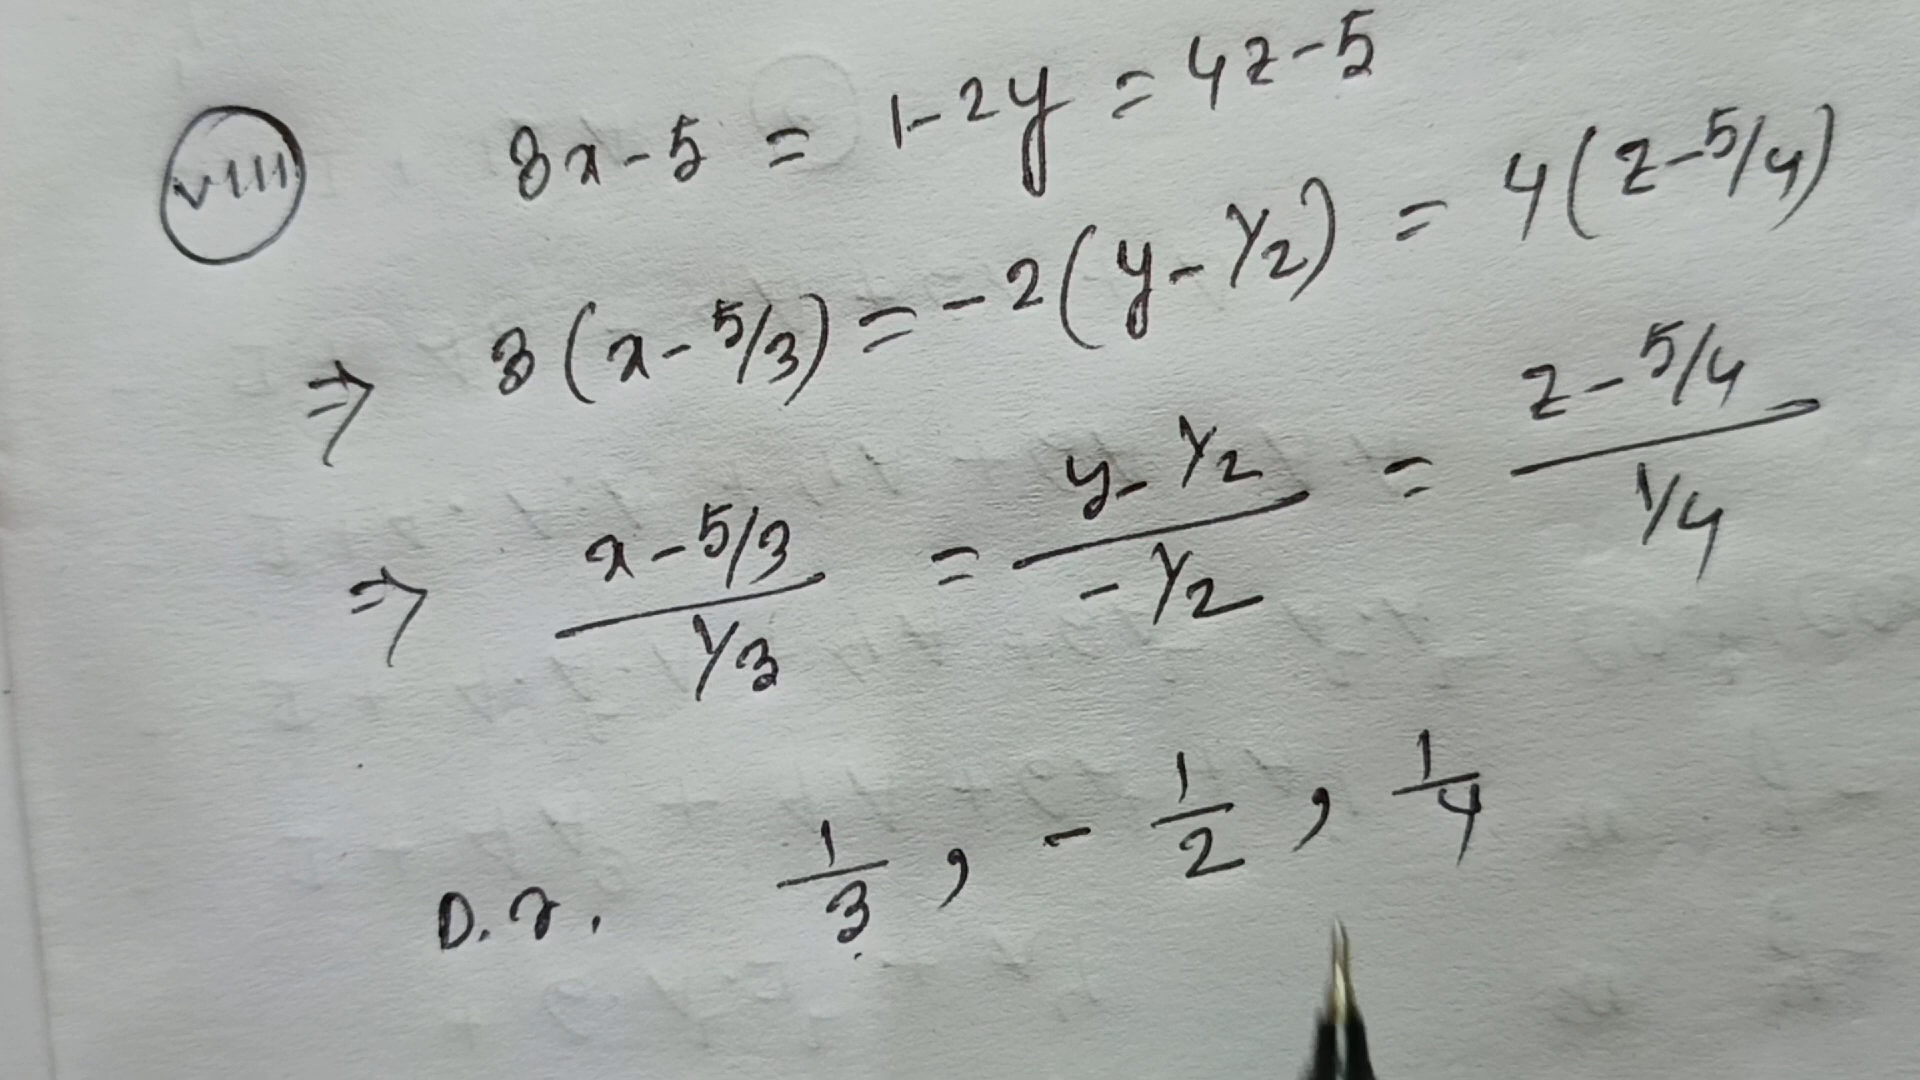 VIII 3x-5 = 1-2y = 4z-5
⇒ 3(x-5/3) = -2(y-1/2) = 4(z-5/4)
⇒ x-5/3 / 1/3 = y-1/2 / -1/2 = z-5/4 / 1/4
D.r. 1/3, -1/2, 1/4